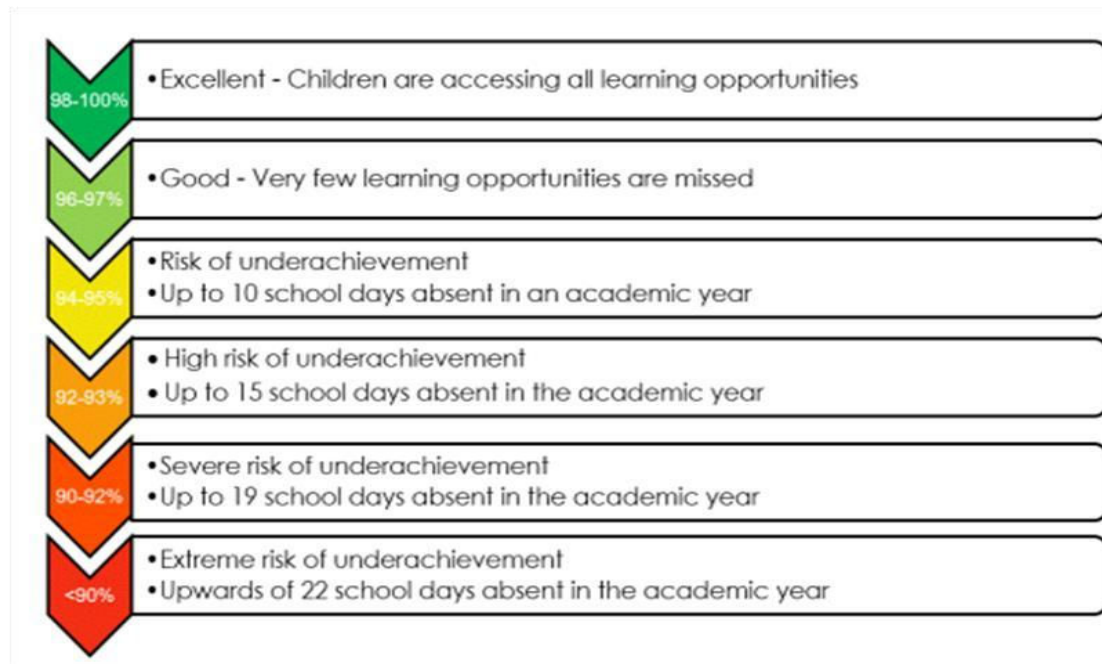 98-100%
•Excellent - Children are accessing all learning opportunities
96-97%
•Good - Very few learning opportunities are missed
94-95%
•Risk of underachievement
•Up to 10 school days absent in an academic year
92-93%
• High risk of underachievement
• Up to 15 school days absent in the academic year
90-92%
•Severe risk of underachievement
•Up to 19 school days absent in the academic year
<90%
•Extreme risk of underachievement
•Upwards of 22 school days absent in the academic year